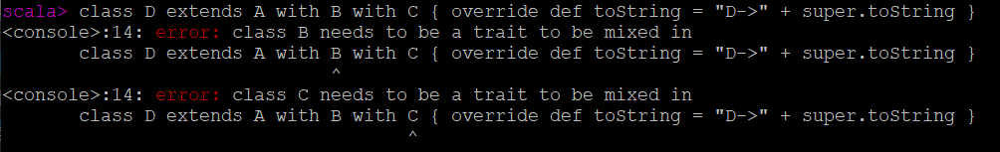 scala> class D extends A with B with C { override def toString = "D->" + super.toString }
<console>:14: error: class B needs to be a trait to be mixed in
       class D extends A with B with C { override def toString = "D->" + super.toString }
                              ^
<console>:14: error: class C needs to be a trait to be mixed in
       class D extends A with B with C { override def toString = "D->" + super.toString }
                                     ^